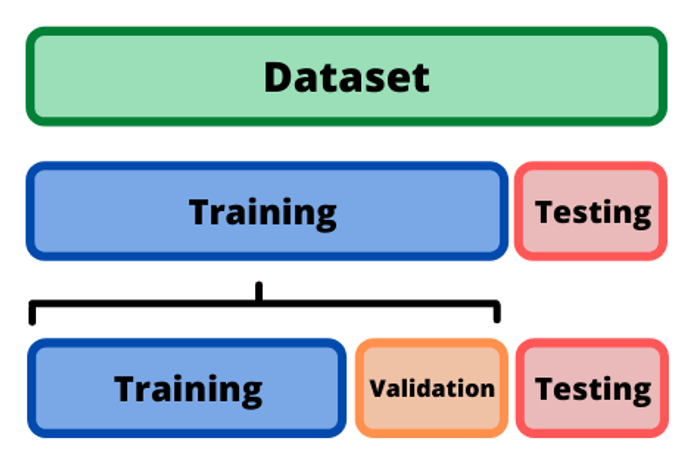 Dataset
Training Testing
Training Validation Testing